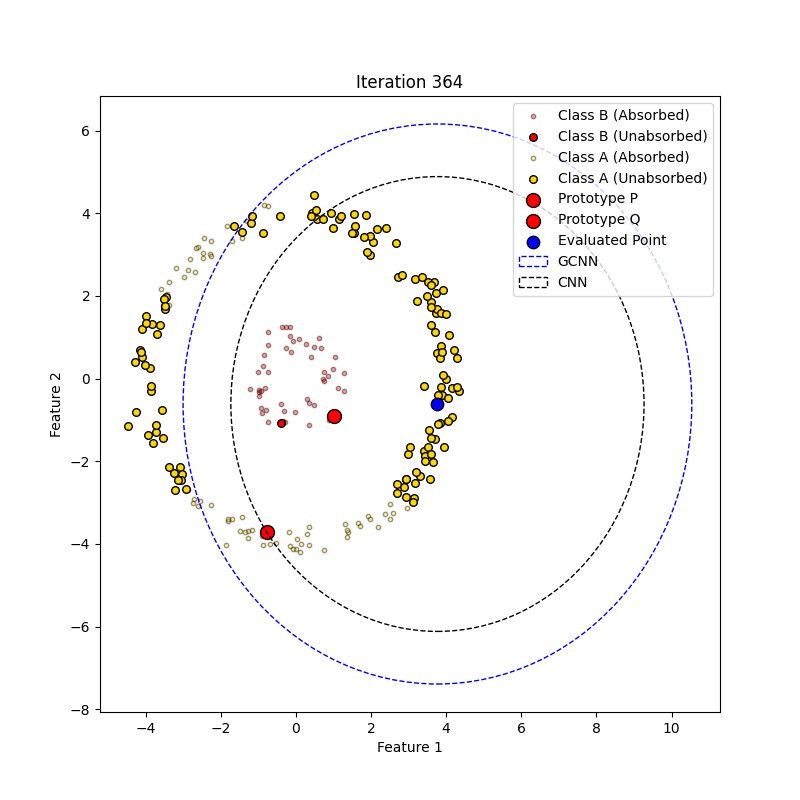 Iteration 364
Class B (Absorbed)
Class B (Unabsorbed)
Class A (Absorbed)
Class A (Unabsorbed)
Prototype P
Prototype Q
Evaluated Point
GCNN
CNN
6
4
2
0
−2
−4
−6
−8
Feature 2
−4
−2
0
2
4
6
8
10
Feature 1